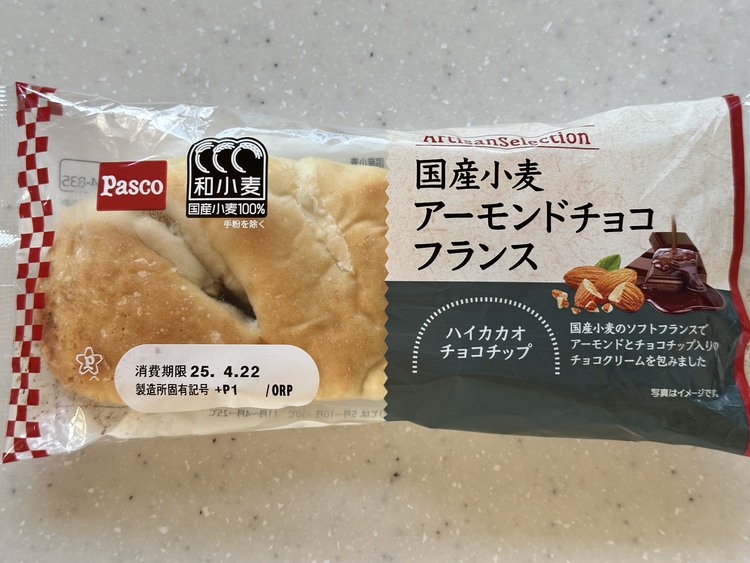 ArtisanSelection
Pasco
和小麦
国産小麦100%
手粉を除く
国産小麦
アーモンドチョコ
フランス
ハイカカオ
チョコチップ
国産小麦のソフトフランスで
アーモンドとチョコチップ入りの
チョコクリームを包みました
写真はイメージです。
消費期限 25. 4.22
製造所固有記号 +P1 /ORP